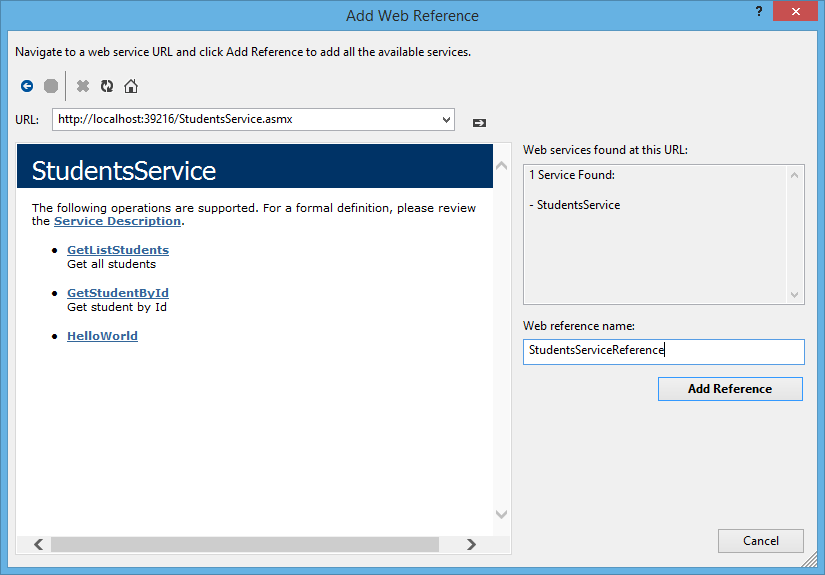 Add Web Reference
?
Navigate to a web service URL and click Add Reference to add all the available services.
URL:
http://localhost:39216/StudentsService.asmx
StudentsService
The following operations are supported. For a formal definition, please review
the Service Description.
• GetListStudents
Get all students
• GetStudentById
Get student by Id
• HelloWorld
Web services found at this URL:
1 Service Found:
- StudentsService
Web reference name:
StudentsServiceReference
Add Reference
Cancel